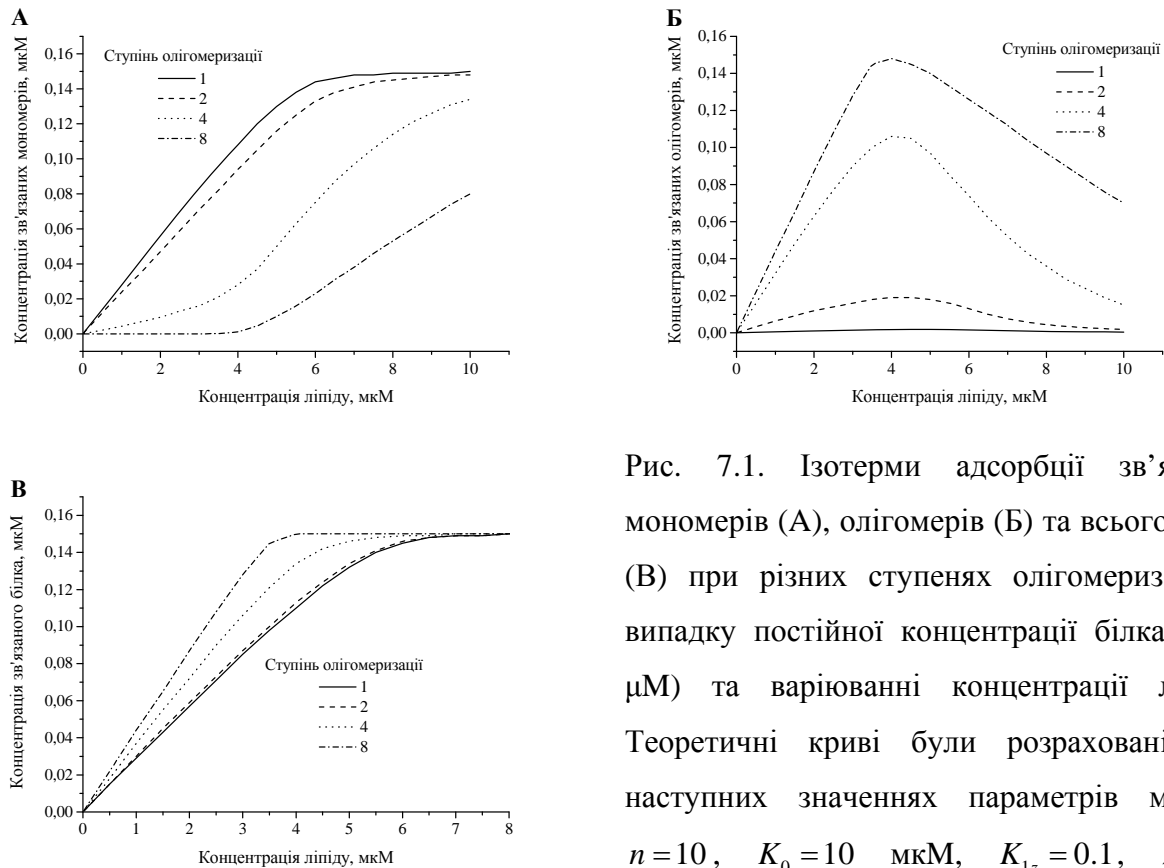 А
0,16
0,14
0,12
0,10
0,08
0,06
0,04
0,02
0,00
Концентрація зв'язаних мономерів, мкМ
Ступінь олігомеризації
1
2
4
8
0 2 4 6 8 10
Концентрація ліпіду, мкМ
Б
0,16
0,14
0,12
0,10
0,08
0,06
0,04
0,02
0,00
Концентрація зв'язаних олігомерів, мкМ
Ступінь олігомеризації
1
2
4
8
0 2 4 6 8 10
Концентрація ліпіду, мкМ
В
0,16
0,14
0,12
0,10
0,08
0,06
0,04
0,02
0,00
Концентрація зв'язаного білка, мкМ
Ступінь олігомеризації
1
2
4
8
0 1 2 3 4 5 6 7 8
Концентрація ліпіду, мкМ
Рис. 7.1. Ізотерми адсорбції зв’я
мономерів (А), олігомерів (Б) та всього
(В) при різних ступенях олігомериз
випадку постійної концентрації білка
μM) та варіюванні концентрації л
Теоретичні криві були розраховані
наступних значеннях параметрів м
n = 10 , K₀ = 10 мкМ, K₁z = 0.1 ,